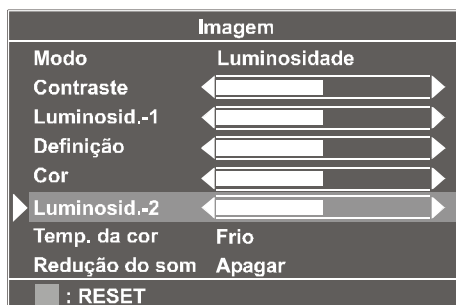 Imagem
Modo Luminosidade
Contraste
Luminosid.-1
Definição
Cor
Luminosid.-2
Temp. da cor Frio
Redução do som Apagar
: RESET